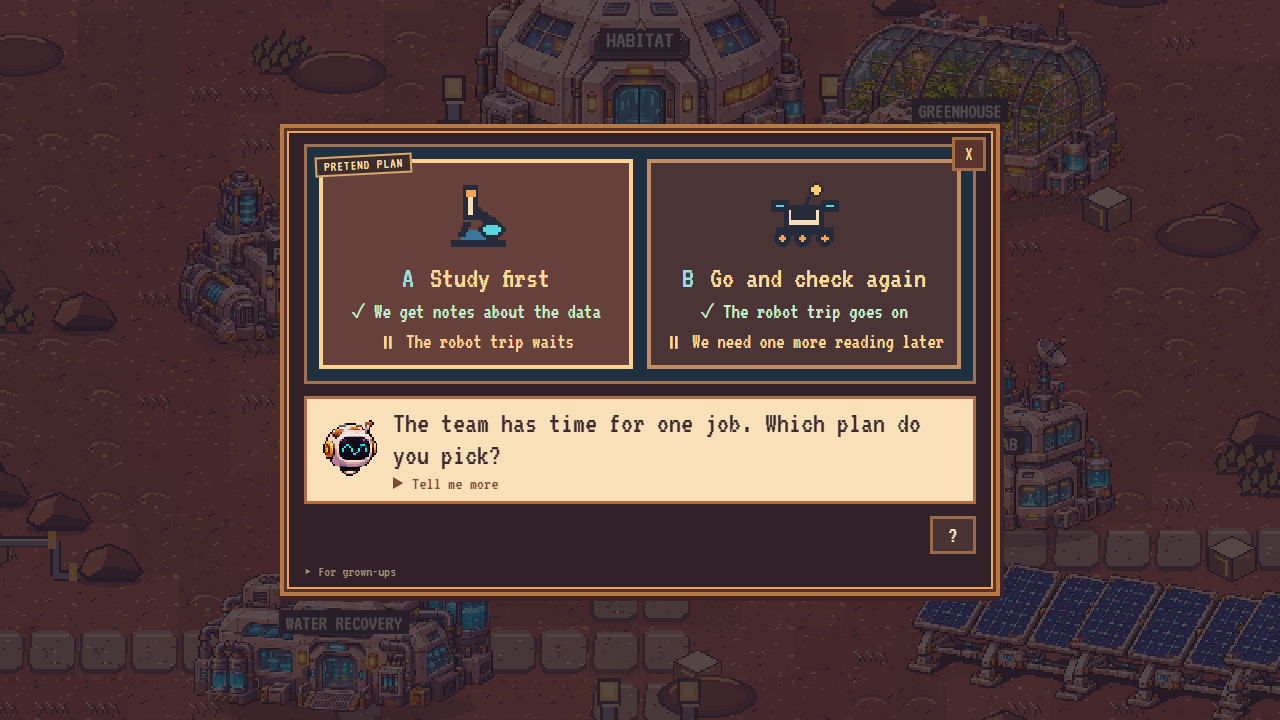 HABITAT
GREENHOUSE
PRETEND PLAN
X
A Study first
✓ We get notes about the data
The robot trip waits
B Go and check again
✓ The robot trip goes on
We need one more reading later
The team has time for one job. Which plan do
you pick?
▶ Tell me more
?
▸ For grown-ups
WATER RECOVERY